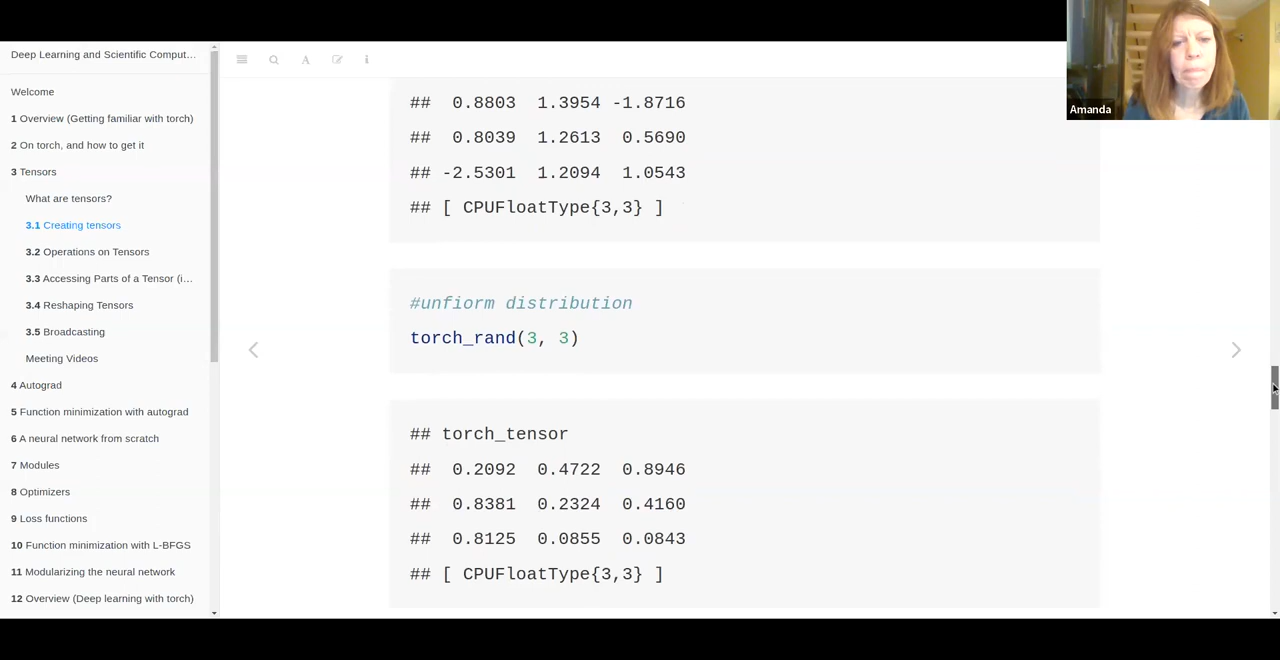 Deep Learning and Scientific Comput...
Welcome
1 Overview (Getting familiar with torch)
2 On torch, and how to get it
3 Tensors
What are tensors?
3.1 Creating tensors
3.2 Operations on Tensors
3.3 Accessing Parts of a Tensor (i...
3.4 Reshaping Tensors
3.5 Broadcasting
Meeting Videos
4 Autograd
5 Function minimization with autograd
6 A neural network from scratch
7 Modules
8 Optimizers
9 Loss functions
10 Function minimization with L-BFGS
11 Modularizing the neural network
12 Overview (Deep learning with torch)
A
i
##  0.8803  1.3954 -1.8716
##  0.8039  1.2613  0.5690
## -2.5301  1.2094  1.0543
## [ CPUFloatType{3,3} ]
#unfiorm distribution
torch_rand(3, 3)
## torch_tensor
##  0.2092  0.4722  0.8946
##  0.8381  0.2324  0.4160
##  0.8125  0.0855  0.0843
## [ CPUFloatType{3,3} ]
Amanda